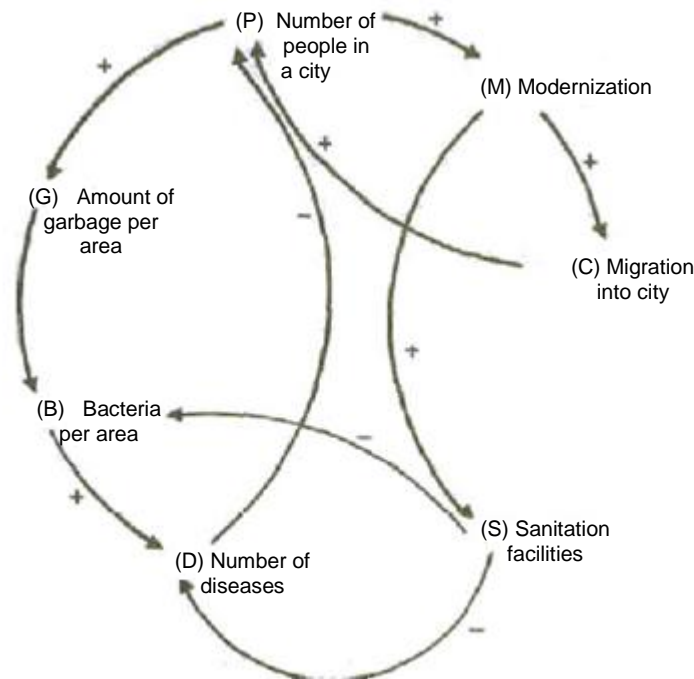 (P) Number of
people in
a city
+
+
(M) Modernization
+
+
(G) Amount of
garbage per
area
−
(C) Migration
into city
+
(B) Bacteria
per area
−
+
(S) Sanitation
facilities
(D) Number of
diseases
−